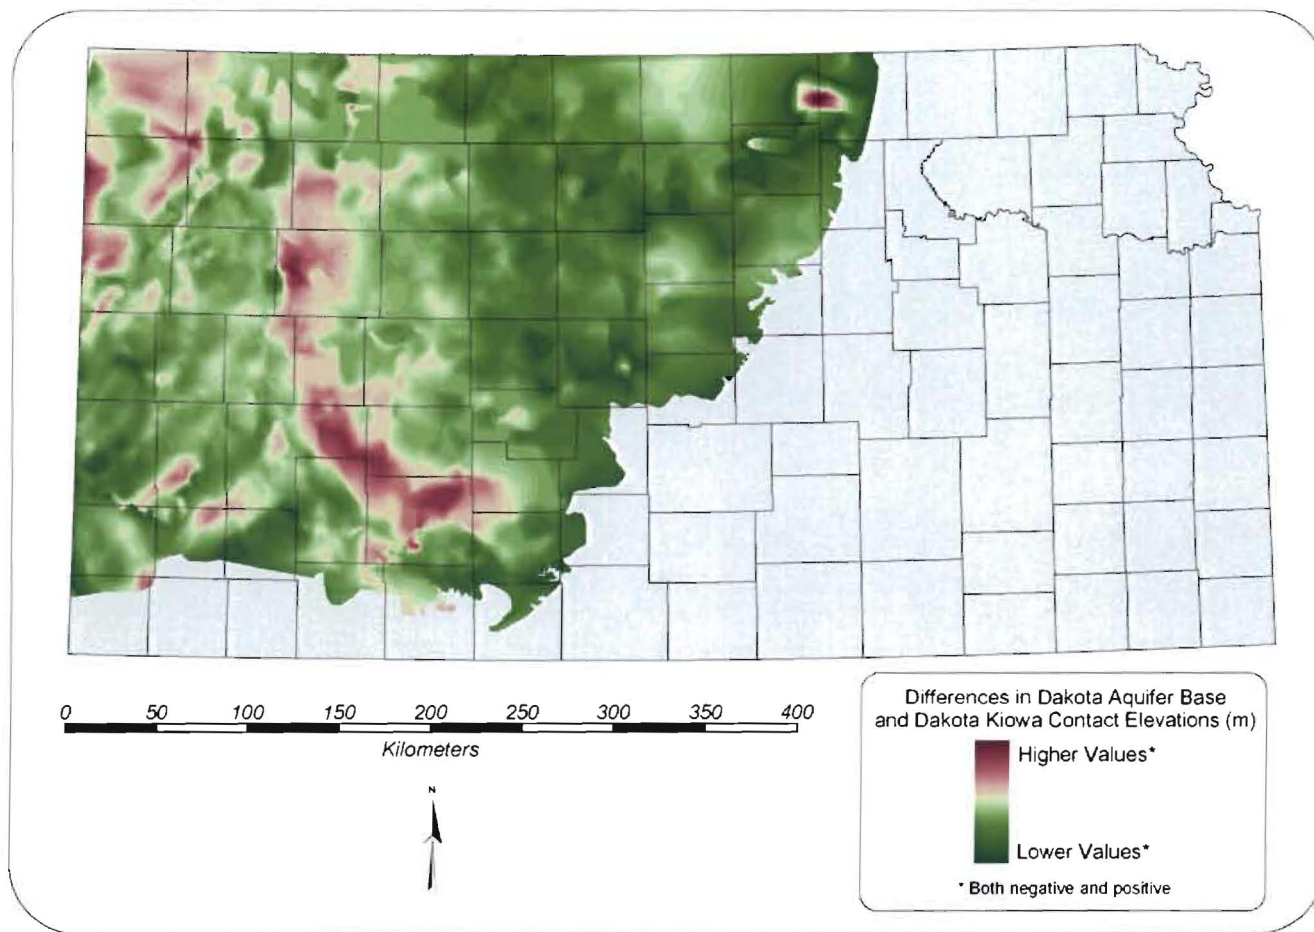 0 50 100 150 200 250 300 350 400
Kilometers
N
Differences in Dakota Aquifer Base
and Dakota Kiowa Contact Elevations (m)
Higher Values*
Lower Values*
* Both negative and positive